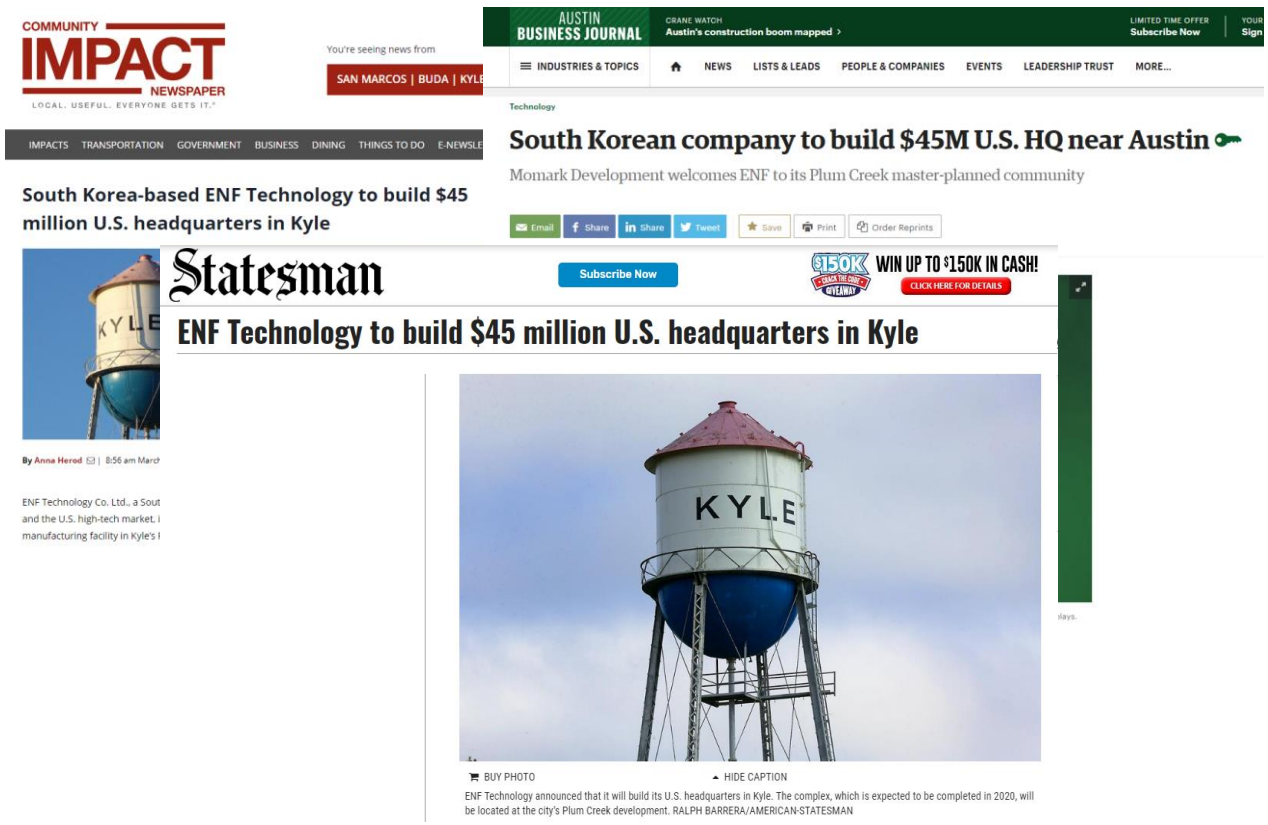 COMMUNITY
IMPACT
NEWSPAPER
LOCAL. USEFUL. EVERYONE GETS IT.®
You're seeing news from
SAN MARCOS | BUDA | KYLE
IMPACTS TRANSPORTATION GOVERNMENT BUSINESS DINING THINGS TO DO E-NEWSLE
South Korea-based ENF Technology to build $45
million U.S. headquarters in Kyle
KYLE
By Anna Herod | 8:56 am March
ENF Technology Co. Ltd., a Sout
and the U.S. high-tech market, i
manufacturing facility in Kyle's
AUSTIN
BUSINESS JOURNAL
CRANE WATCH
Austin's construction boom mapped >
LIMITED TIME OFFER
Subscribe Now
YOUR
Sign
INDUSTRIES & TOPICS NEWS LISTS & LEADS PEOPLE & COMPANIES EVENTS LEADERSHIP TRUST MORE...
Technology
South Korean company to build $45M U.S. HQ near Austin
Momark Development welcomes ENF to its Plum Creek master-planned community
Email Share Share Tweet Save Print Order Reprints
Statesman
Subscribe Now
$150K
CRACK THE CODE
GIVEAWAY
WIN UP TO $150K IN CASH!
CLICK HERE FOR DETAILS
ENF Technology to build $45 million U.S. headquarters in Kyle
KYLE
BUY PHOTO HIDE CAPTION
ENF Technology announced that it will build its U.S. headquarters in Kyle. The complex, which is expected to be completed in 2020, will
be located at the city's Plum Creek development. RALPH BARRERA/AMERICAN-STATESMAN
plays.